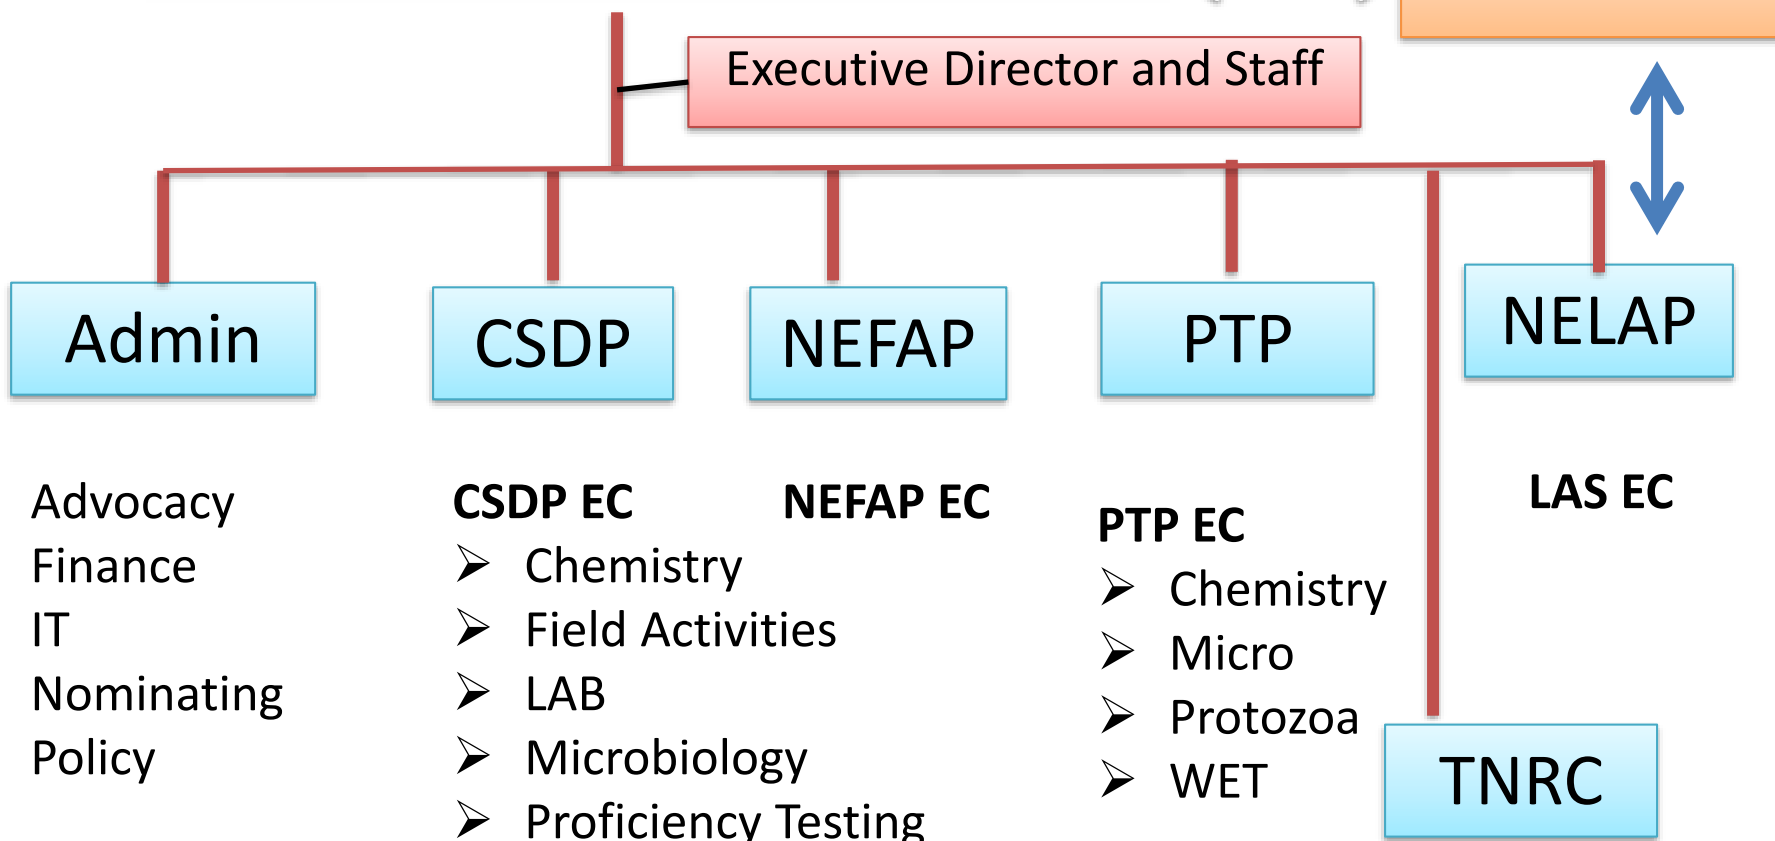 Executive Director and Staff
Admin
CSDP
NEFAP
PTP
NELAP
Advocacy
Finance
IT
Nominating
Policy
CSDP EC
➢ Chemistry
➢ Field Activities
➢ LAB
➢ Microbiology
➢ Proficiency Testing
NEFAP EC
PTP EC
➢ Chemistry
➢ Micro
➢ Protozoa
➢ WET
LAS EC
TNRC